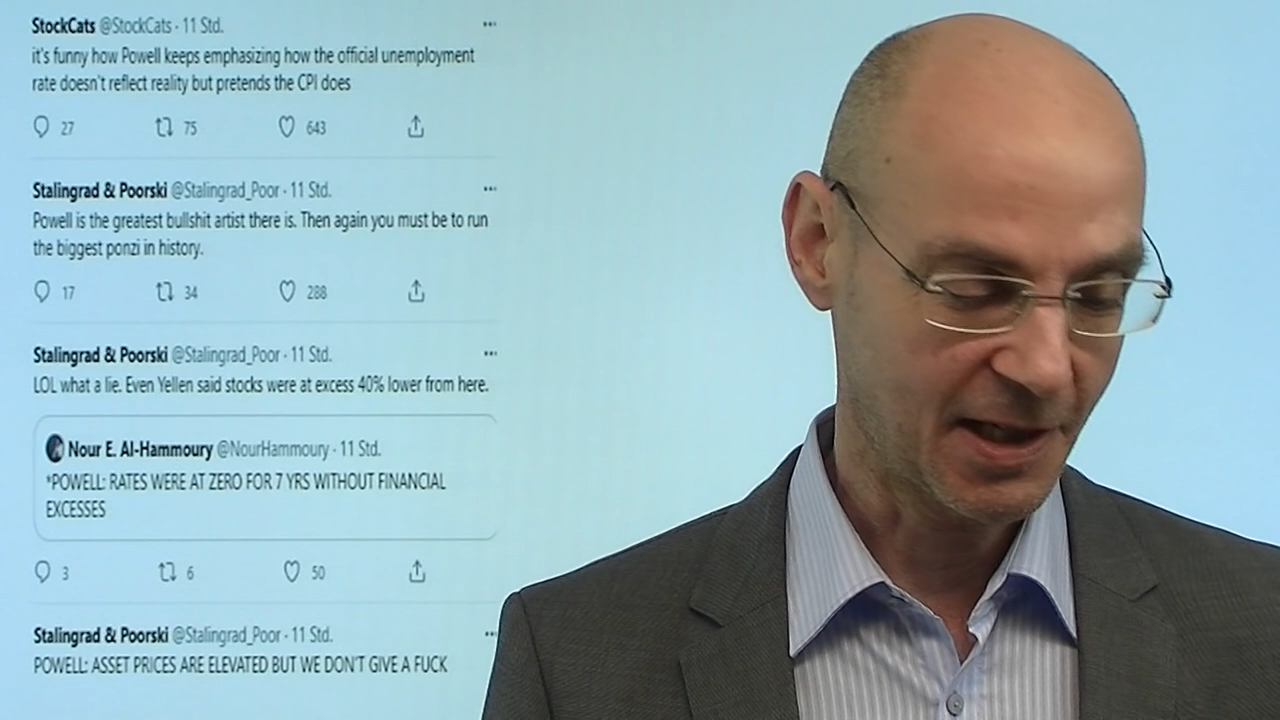 StockCats @StockCats · 11 Std.
it's funny how Powell keeps emphasizing how the official unemployment
rate doesn't reflect reality but pretends the CPI does
27 75 643
Stalingrad & Poorski @Stalingrad_Poor · 11 Std.
Powell is the greatest bullshit artist there is. Then again you must be to run
the biggest ponzi in history.
17 34 288
Stalingrad & Poorski @Stalingrad_Poor · 11 Std.
LOL what a lie. Even Yellen said stocks were at excess 40% lower from here.
Nour E. Al-Hammoury @NourHammoury · 11 Std.
*POWELL: RATES WERE AT ZERO FOR 7 YRS WITHOUT FINANCIAL
EXCESSES
3 6 50
Stalingrad & Poorski @Stalingrad_Poor · 11 Std.
POWELL: ASSET PRICES ARE ELEVATED BUT WE DON'T GIVE A FUCK